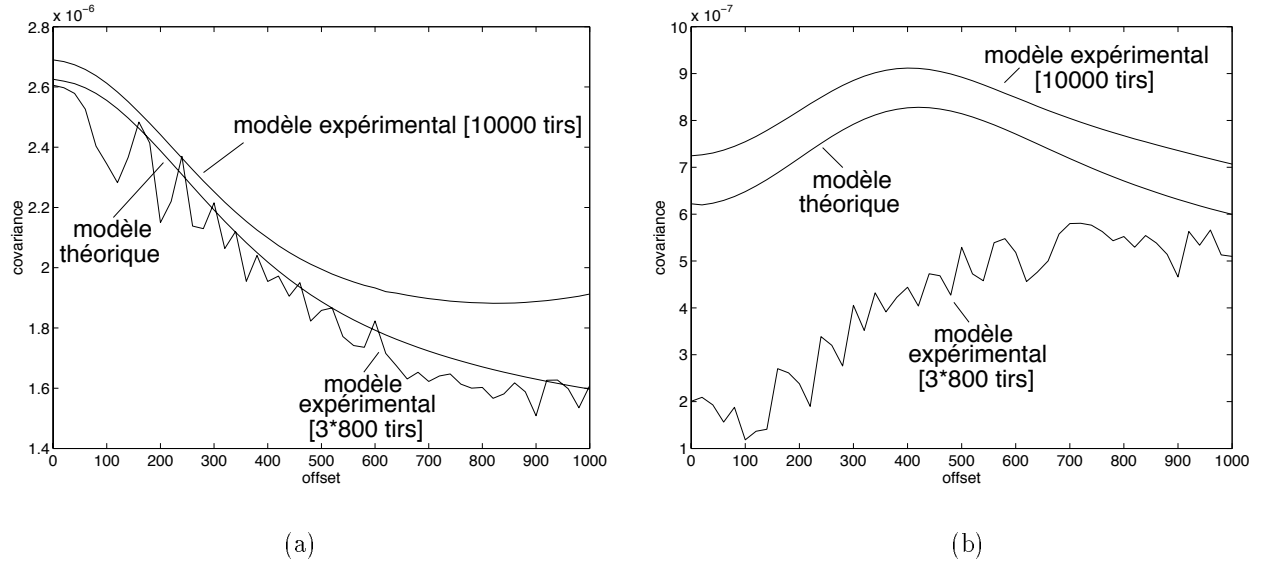 x 10⁻⁶
2.8
2.6
2.4
2.2
2
1.8
1.6
1.4
covariance
modèle expérimental [10000 tirs]
modèle
théorique
modèle
expérimental
[3*800 tirs]
0 100 200 300 400 500 600 700 800 900 1000
offset
(a)
x 10⁻⁷
10
9
8
7
6
5
4
3
2
1
covariance
modèle expérimental
[10000 tirs]
modèle
théorique
modèle
expérimental
[3*800 tirs]
0 100 200 300 400 500 600 700 800 900 1000
offset
(b)